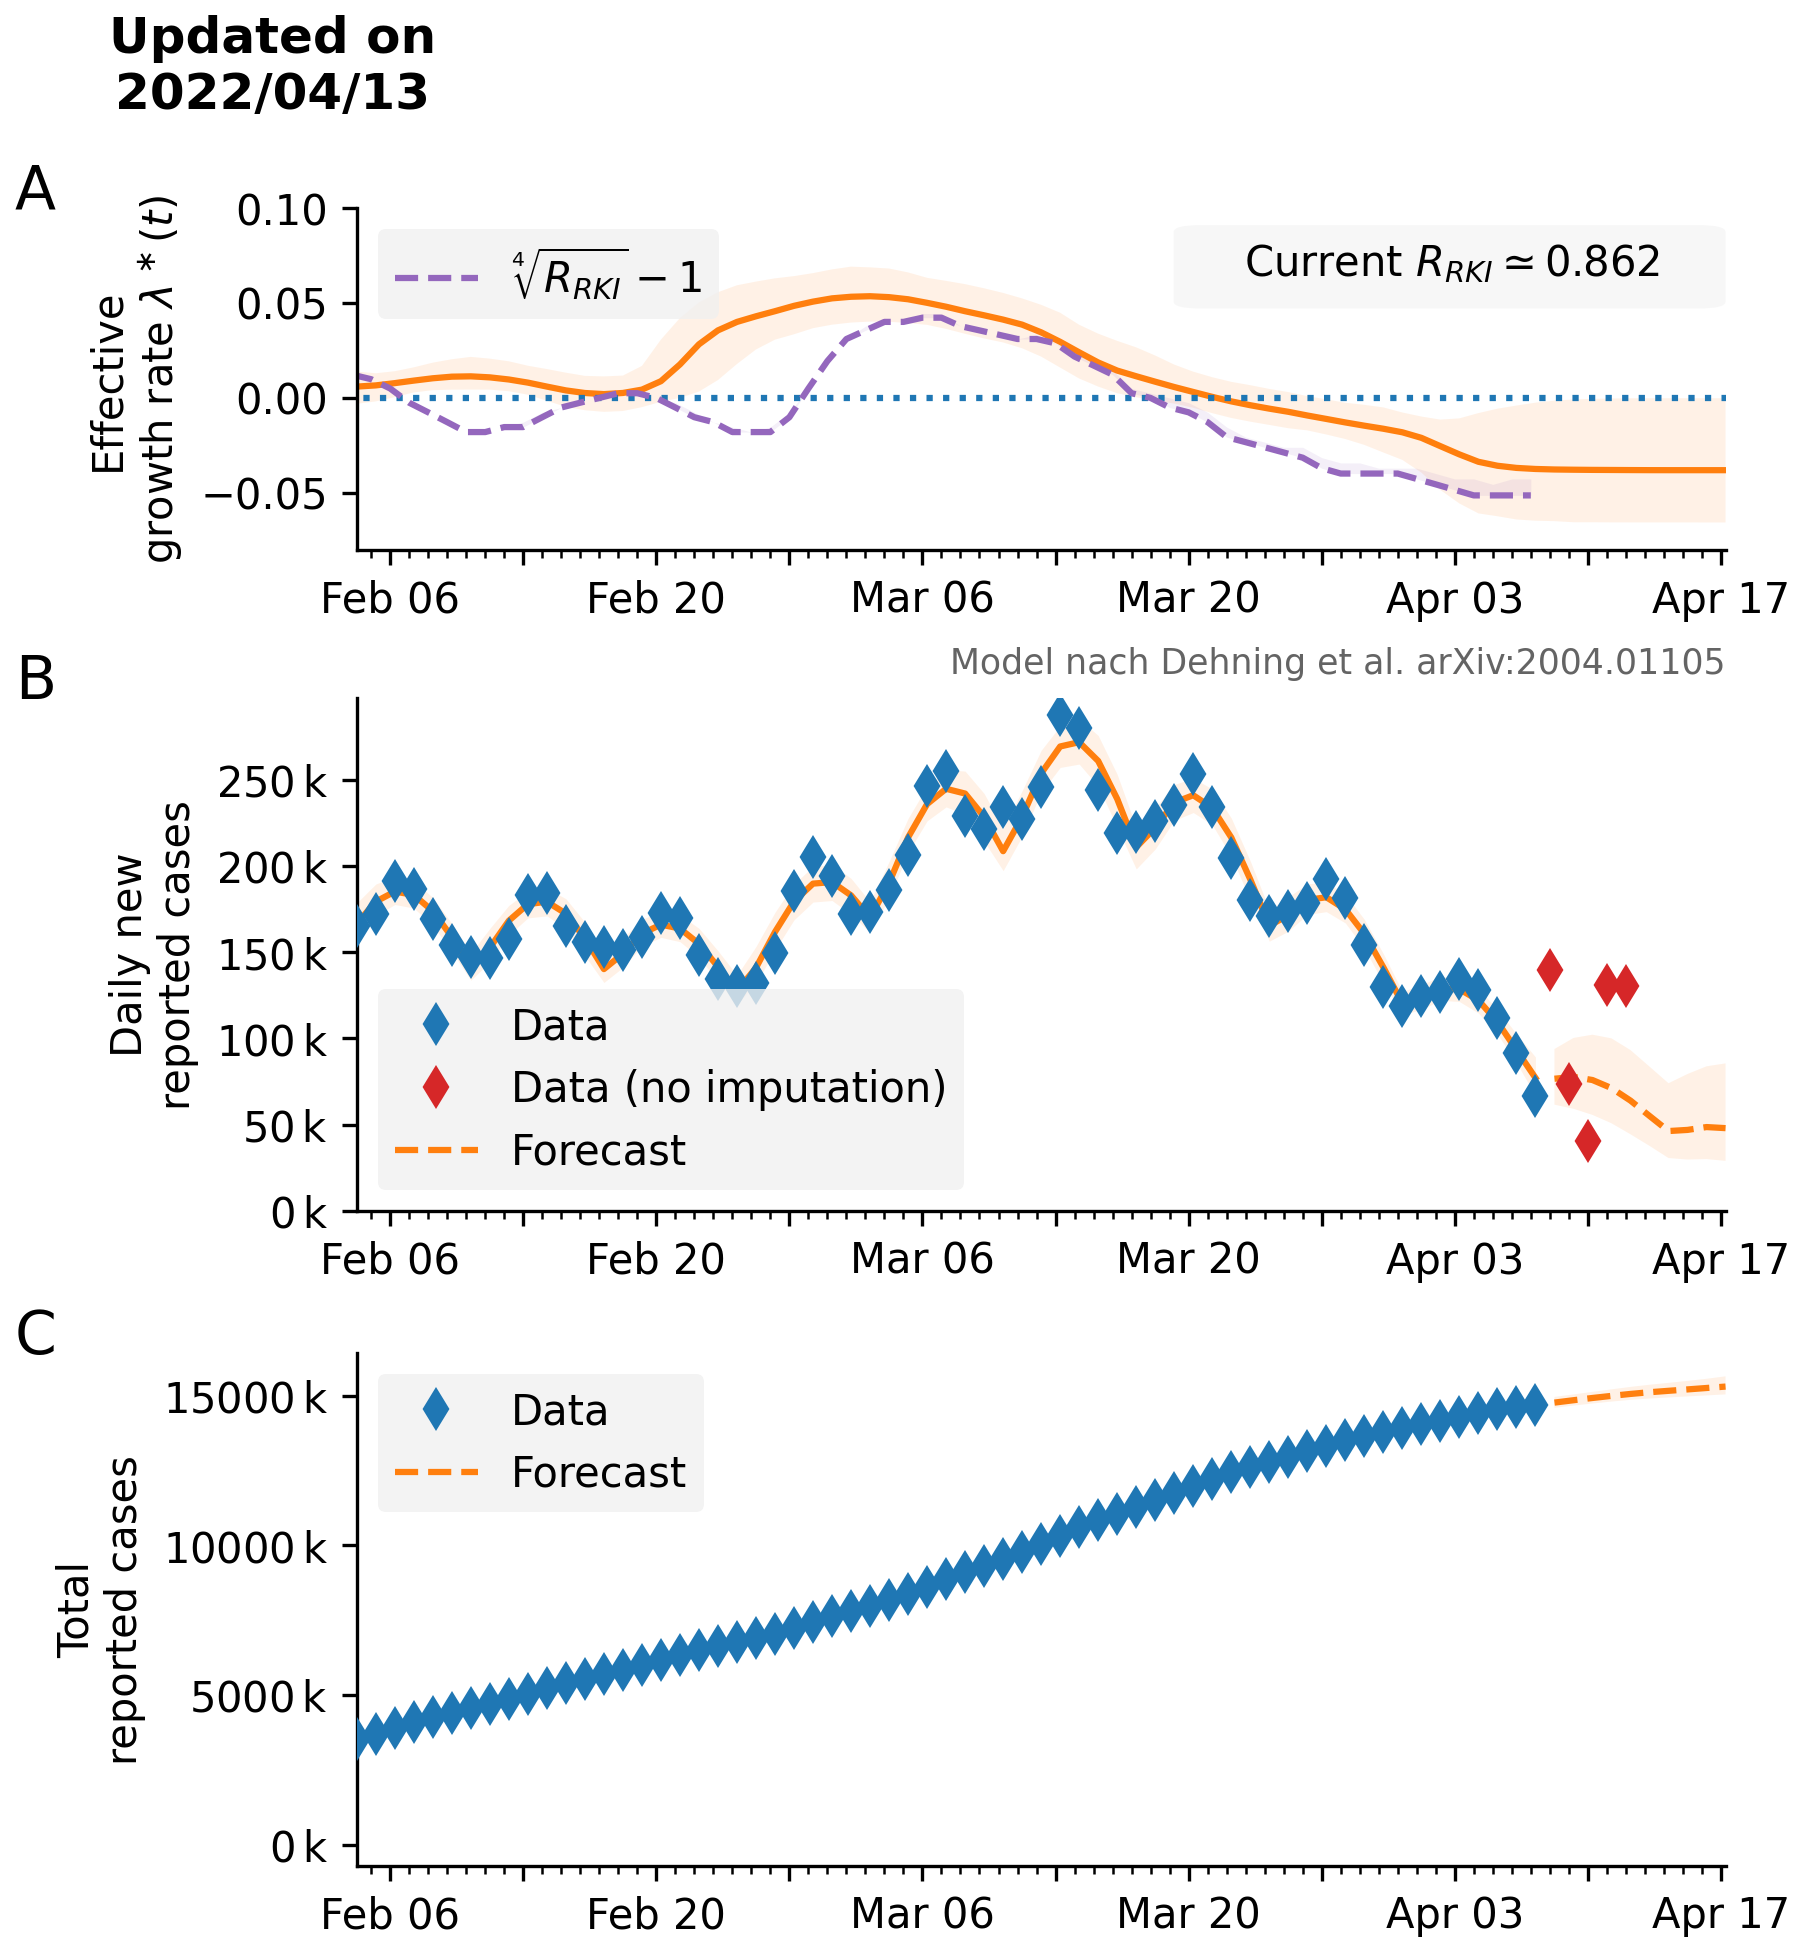 Updated on
2022/04/13
A
Effective
growth rate λ * (t)
0.10
0.05
0.00
−0.05
∜R_RKI − 1
Current R_RKI ≃ 0.862
Feb 06
Feb 20
Mar 06
Mar 20
Apr 03
Apr 17
Model nach Dehning et al. arXiv:2004.01105
B
Daily new
reported cases
250 k
200 k
150 k
100 k
50 k
0 k
Data
Data (no imputation)
Forecast
Feb 06
Feb 20
Mar 06
Mar 20
Apr 03
Apr 17
C
Total
reported cases
15000 k
10000 k
5000 k
0 k
Data
Forecast
Feb 06
Feb 20
Mar 06
Mar 20
Apr 03
Apr 17